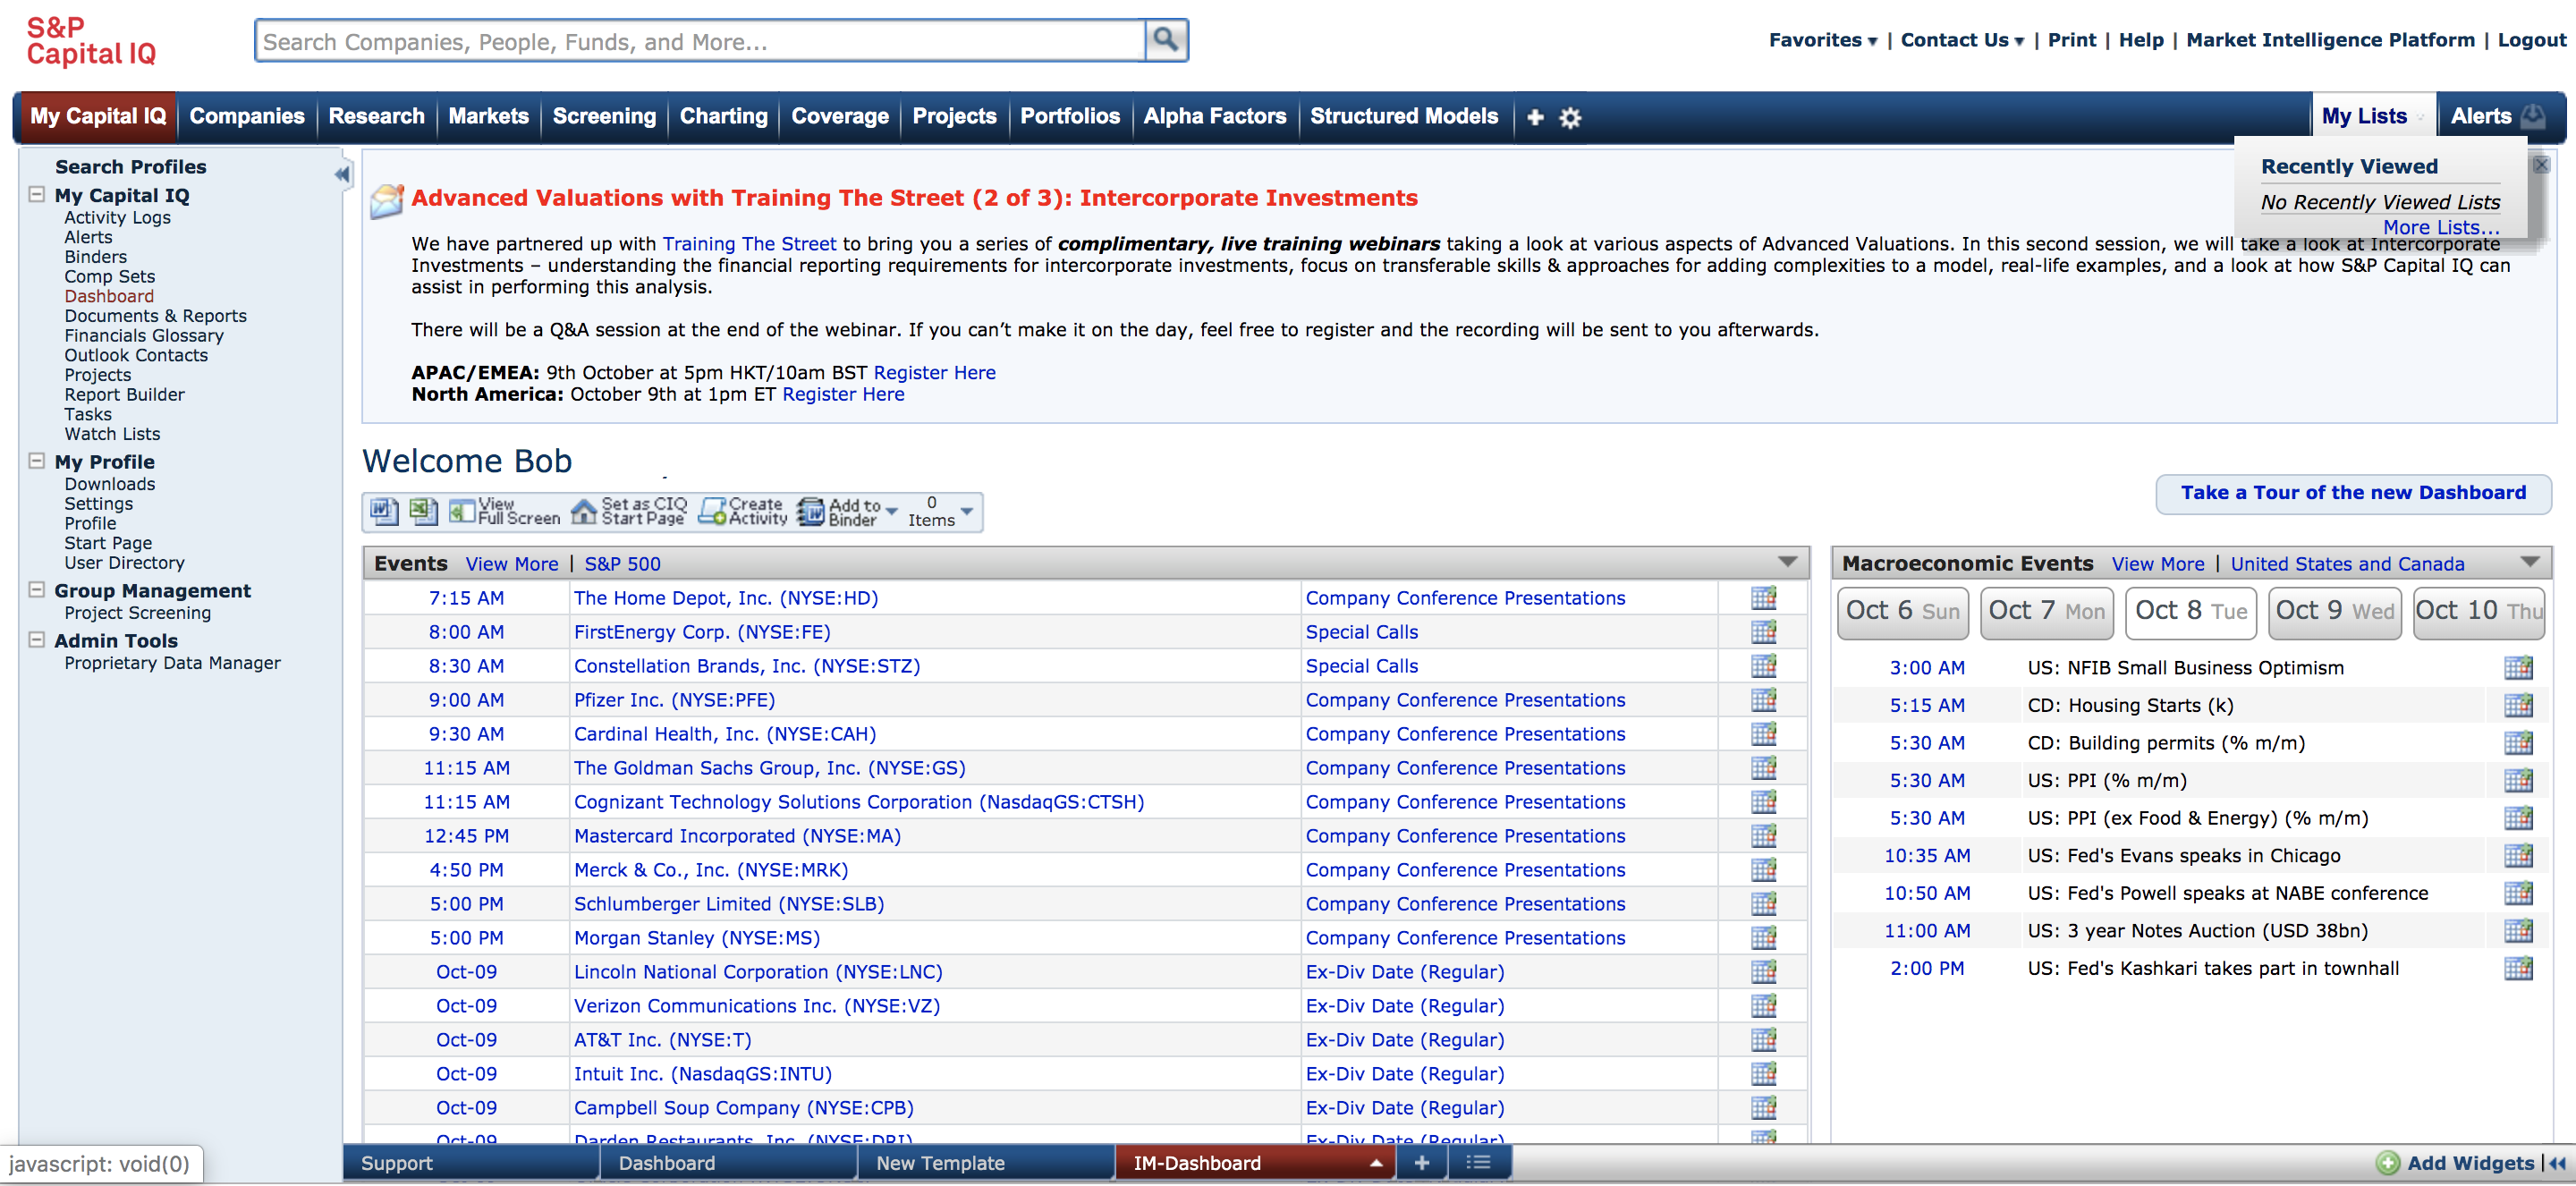 S&P
Capital IQ
Search Companies, People, Funds, and More...
Favorites | Contact Us | Print | Help | Market Intelligence Platform | Logout
My Capital IQ Companies Research Markets Screening Charting Coverage Projects Portfolios Alpha Factors Structured Models My Lists Alerts
Recently Viewed
No Recently Viewed Lists
More Lists...
Search Profiles
My Capital IQ
Activity Logs
Alerts
Binders
Comp Sets
Dashboard
Documents & Reports
Financials Glossary
Outlook Contacts
Projects
Report Builder
Tasks
Watch Lists
My Profile
Downloads
Settings
Profile
Start Page
User Directory
Group Management
Project Screening
Admin Tools
Proprietary Data Manager
Advanced Valuations with Training The Street (2 of 3): Intercorporate Investments
We have partnered up with Training The Street to bring you a series of complimentary, live training webinars taking a look at various aspects of Advanced Valuations. In this second session, we will take a look at Intercorporate
Investments – understanding the financial reporting requirements for intercorporate investments, focus on transferable skills & approaches for adding complexities to a model, real-life examples, and a look at how S&P Capital IQ can
assist in performing this analysis.
There will be a Q&A session at the end of the webinar. If you can’t make it on the day, feel free to register and the recording will be sent to you afterwards.
APAC/EMEA: 9th October at 5pm HKT/10am BST Register Here
North America: October 9th at 1pm ET Register Here
Welcome Bob
View Full Screen
Set as CIQ Start Page
Create Activity
Add to Binder
0 Items
Take a Tour of the new Dashboard
Events View More | S&P 500
7:15 AM The Home Depot, Inc. (NYSE:HD) Company Conference Presentations
8:00 AM FirstEnergy Corp. (NYSE:FE) Special Calls
8:30 AM Constellation Brands, Inc. (NYSE:STZ) Special Calls
9:00 AM Pfizer Inc. (NYSE:PFE) Company Conference Presentations
9:30 AM Cardinal Health, Inc. (NYSE:CAH) Company Conference Presentations
11:15 AM The Goldman Sachs Group, Inc. (NYSE:GS) Company Conference Presentations
11:15 AM Cognizant Technology Solutions Corporation (NasdaqGS:CTSH) Company Conference Presentations
12:45 PM Mastercard Incorporated (NYSE:MA) Company Conference Presentations
4:50 PM Merck & Co., Inc. (NYSE:MRK) Company Conference Presentations
5:00 PM Schlumberger Limited (NYSE:SLB) Company Conference Presentations
5:00 PM Morgan Stanley (NYSE:MS) Company Conference Presentations
Oct-09 Lincoln National Corporation (NYSE:LNC) Ex-Div Date (Regular)
Oct-09 Verizon Communications Inc. (NYSE:VZ) Ex-Div Date (Regular)
Oct-09 AT&T Inc. (NYSE:T) Ex-Div Date (Regular)
Oct-09 Intuit Inc. (NasdaqGS:INTU) Ex-Div Date (Regular)
Oct-09 Campbell Soup Company (NYSE:CPB) Ex-Div Date (Regular)
Oct-09 Darden Restaurants, Inc. (NYSE:DRI) Ex-Div Date (Regular)
Macroeconomic Events View More | United States and Canada
Oct 6 Sun Oct 7 Mon Oct 8 Tue Oct 9 Wed Oct 10 Thu
3:00 AM US: NFIB Small Business Optimism
5:15 AM CD: Housing Starts (k)
5:30 AM CD: Building permits (% m/m)
5:30 AM US: PPI (% m/m)
5:30 AM US: PPI (ex Food & Energy) (% m/m)
10:35 AM US: Fed's Evans speaks in Chicago
10:50 AM US: Fed's Powell speaks at NABE conference
11:00 AM US: 3 year Notes Auction (USD 38bn)
2:00 PM US: Fed's Kashkari takes part in townhall
javascript: void(0)
Support Dashboard New Template IM-Dashboard
Add Widgets